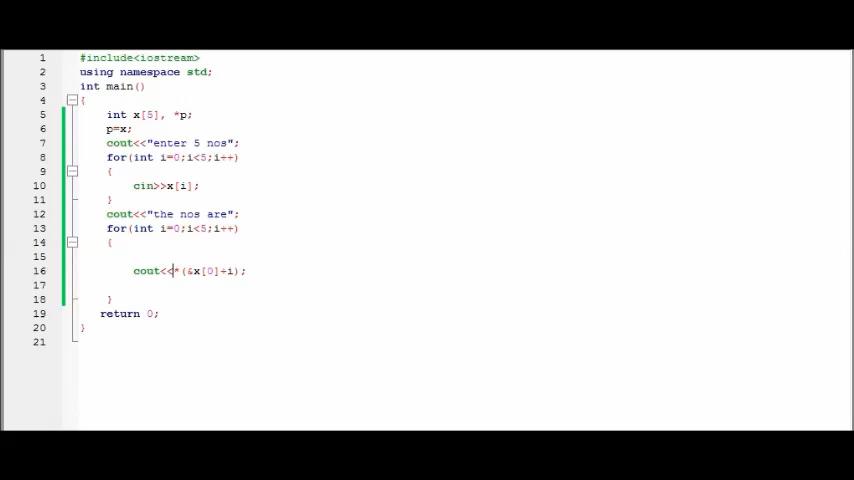 1 #include<iostream>
2 using namespace std;
3 int main()
4 {
5 int x[5], *p;
6 p=x;
7 cout<<"enter 5 nos";
8 for(int i=0;i<5;i++)
9 {
10 cin>>x[i];
11 }
12 cout<<"the nos are";
13 for(int i=0;i<5;i++)
14 {
15
16 cout<<*(&x[0]+i);
17
18 }
19 return 0;
20 }
21